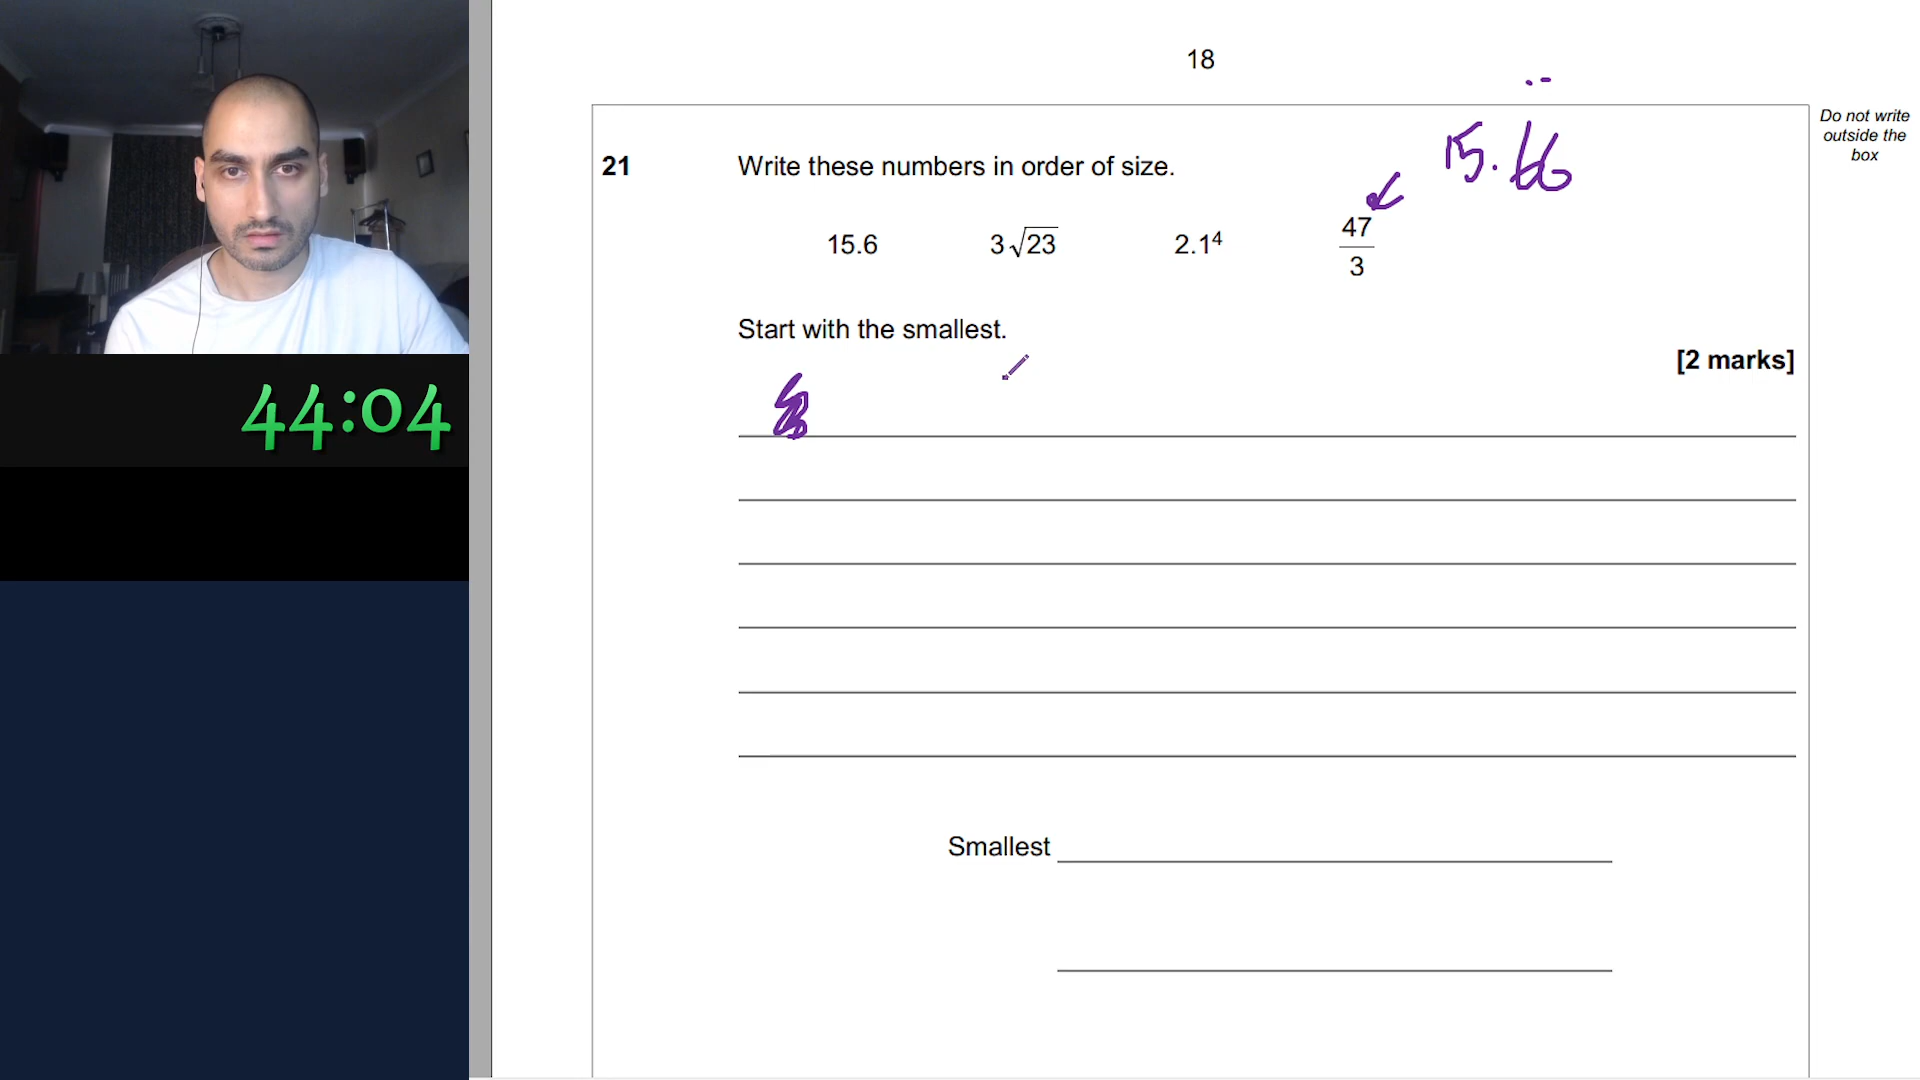 44:04
18
Do not write
outside the
box
15.66
21 Write these numbers in order of size.
15.6 3√23 2.1⁴ 47/3
Start with the smallest.
[2 marks]
Smallest